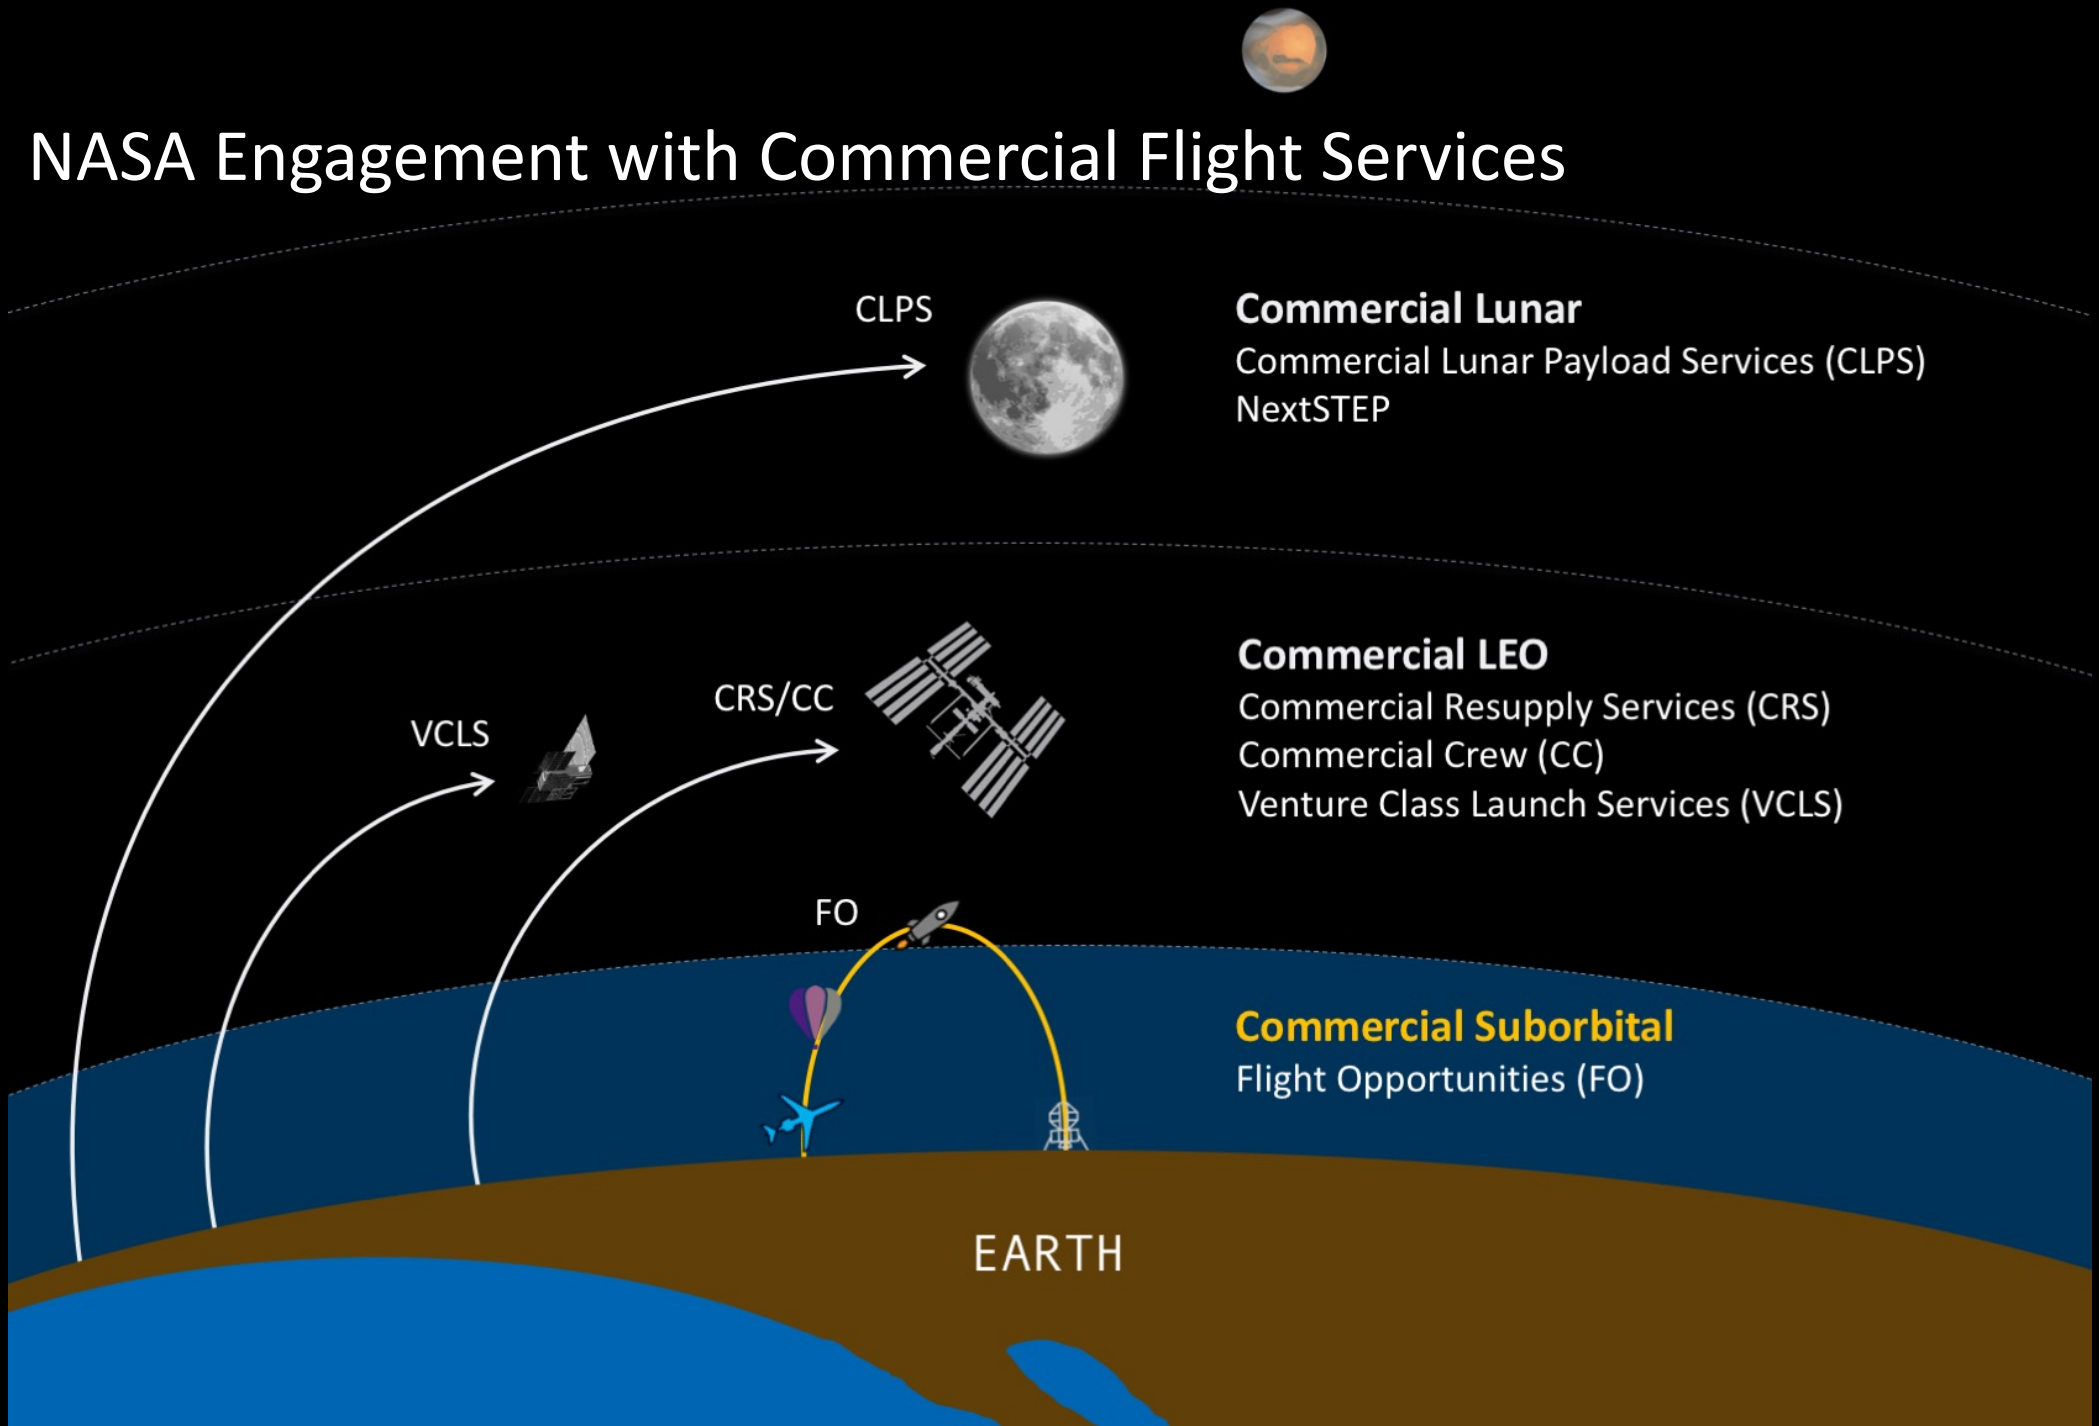 NASA Engagement with Commercial Flight Services
CLPS
Commercial Lunar
Commercial Lunar Payload Services (CLPS)
NextSTEP
VCLS
CRS/CC
Commercial LEO
Commercial Resupply Services (CRS)
Commercial Crew (CC)
Venture Class Launch Services (VCLS)
FO
Commercial Suborbital
Flight Opportunities (FO)
EARTH